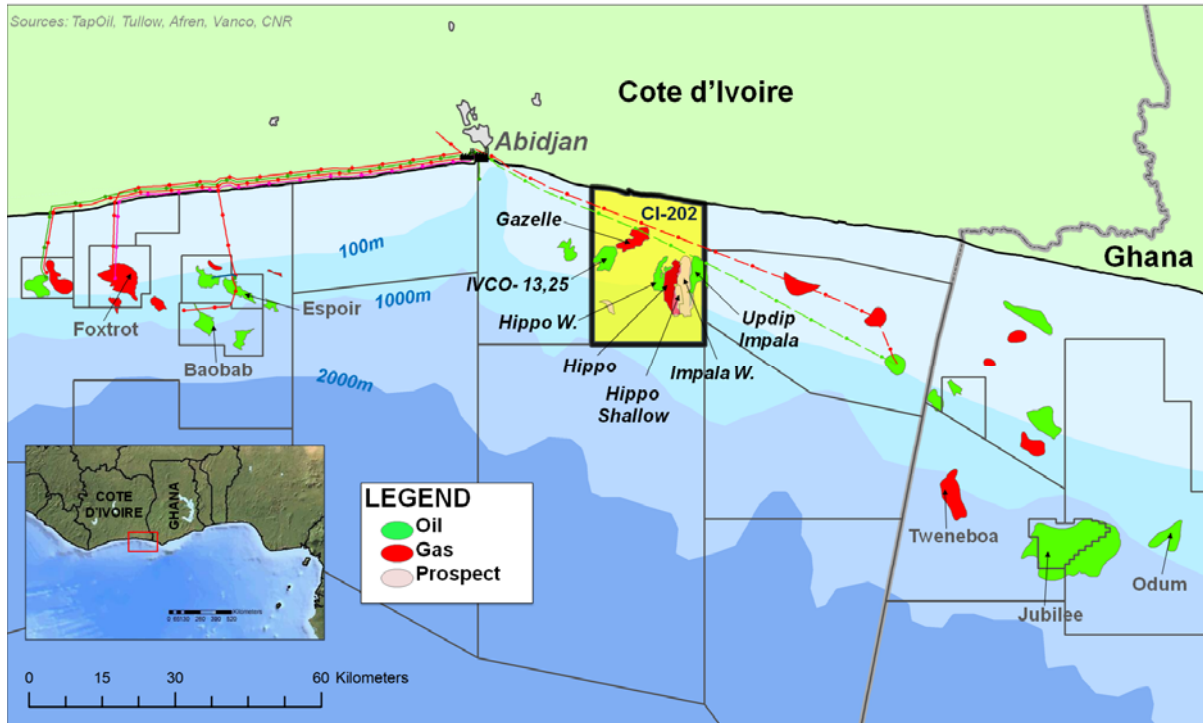 Sources: TapOil, Tullow, Afren, Vanco, CNR
Cote d'Ivoire
Abidjan
CI-202
Gazelle
Ghana
100m
IVCO- 13,25
1000m
Espoir
Foxtrot
Hippo W.
Updip
Impala
Baobab
2000m
Hippo
Impala W.
Hippo
Shallow
COTE
D'IVOIRE
GHANA
LEGEND
Oil
Gas
Prospect
Tweneboa
Odum
Jubilee
0 15 30 60 Kilometers